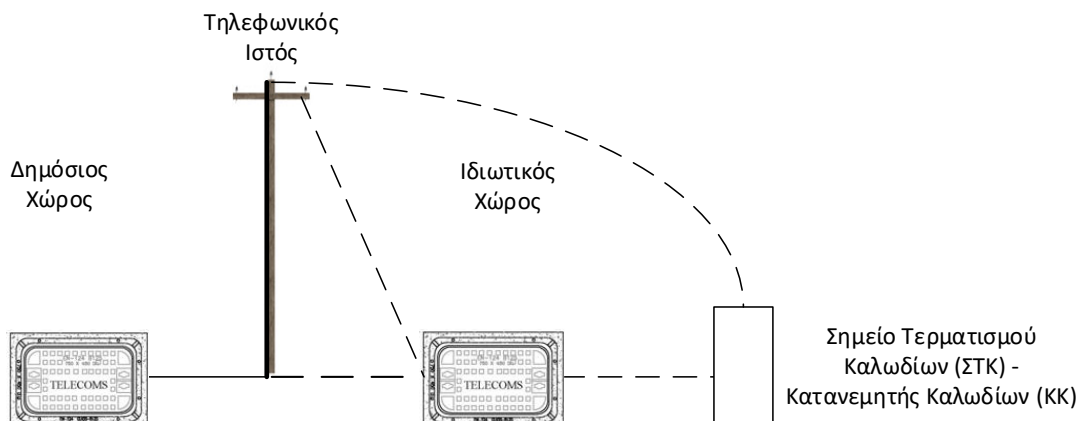 Τηλεφωνικός
Ιστός
Δημόσιος
Χώρος
Ιδιωτικός
Χώρος
TELECOMS
TELECOMS
Σημείο Τερματισμού
Καλωδίων (ΣΤΚ) -
Κατανεμητής Καλωδίων (ΚΚ)